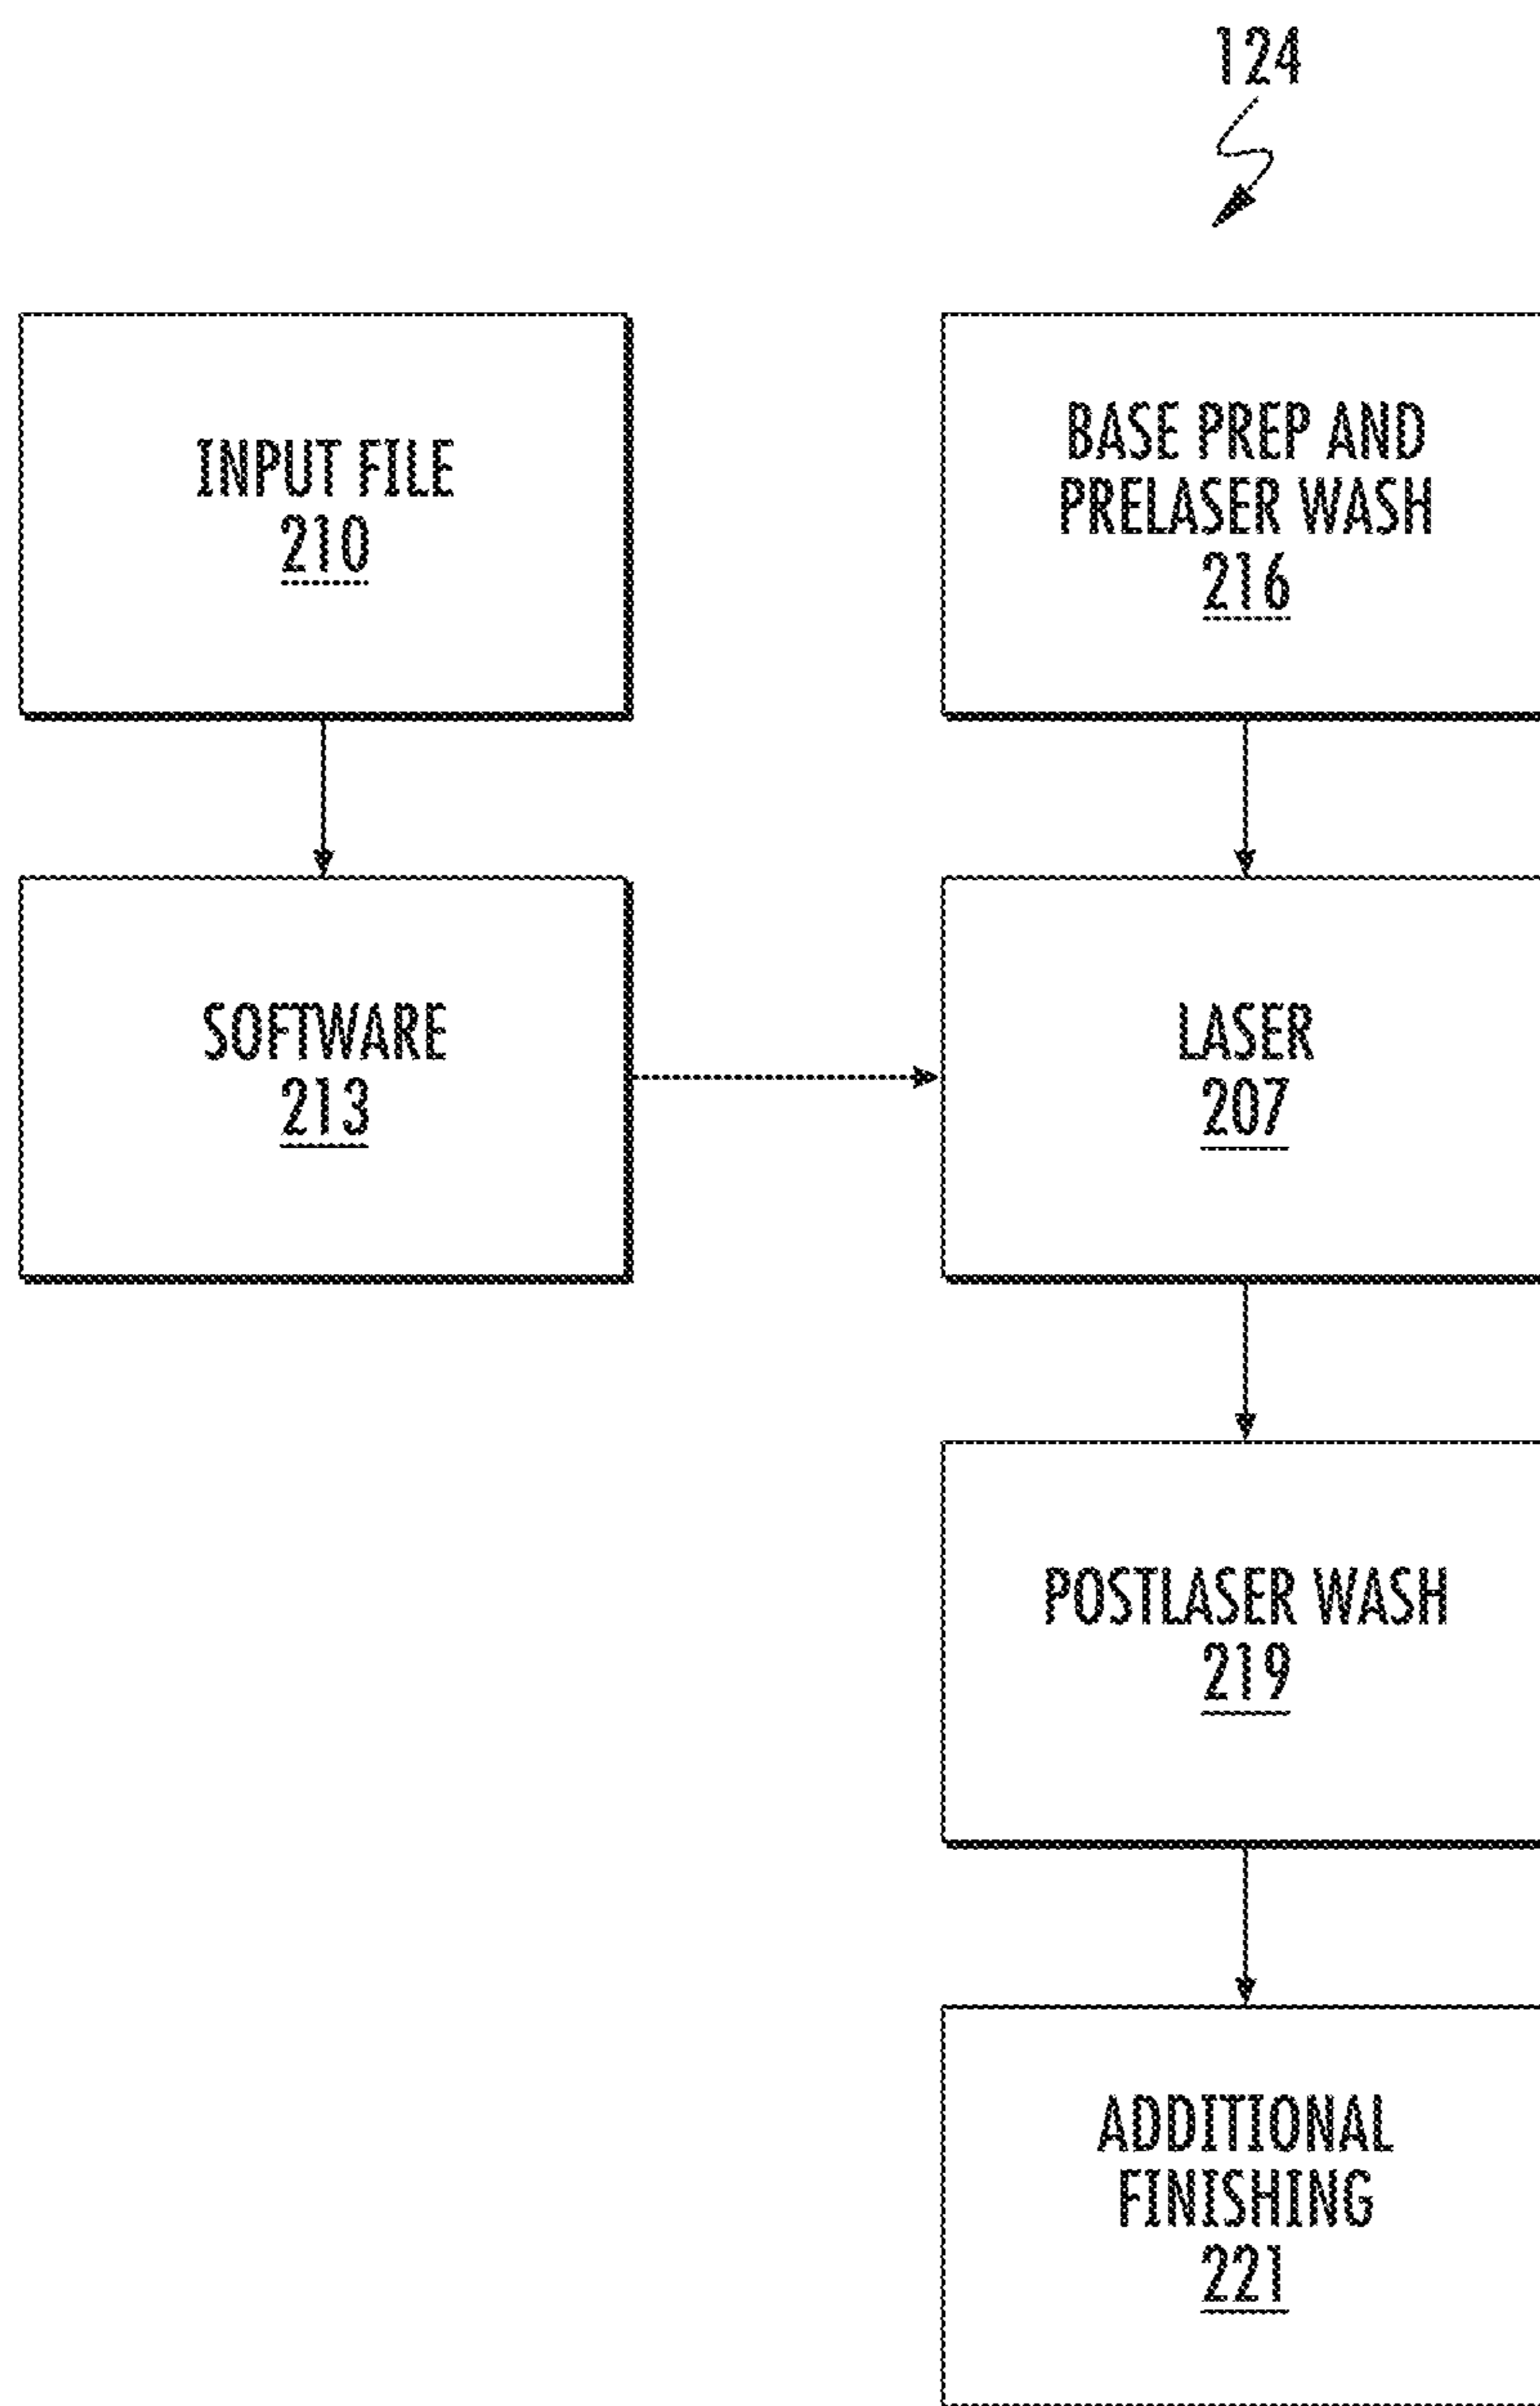 124
INPUT FILE
210
BASE PREP AND
PRELASER WASH
216
SOFTWARE
213
LASER
207
POSTLASER WASH
219
ADDITIONAL
FINISHING
221